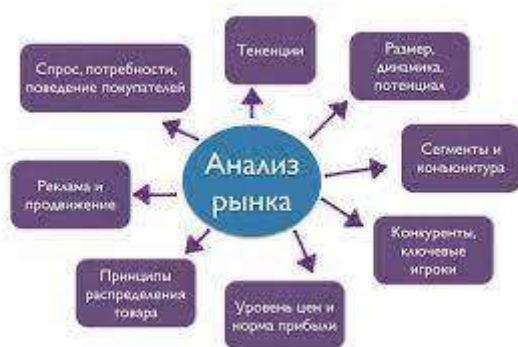 Тененции
Размер,
динамика,
потенциал
Спрос, потребности,
поведение покупателей
Анализ
рынка
Сегменты и
конъюнктура
Реклама и
продвижение
Конкуренты,
ключевые
игроки
Принципы
распределения
товара
Уровень цен и
норма прибыли